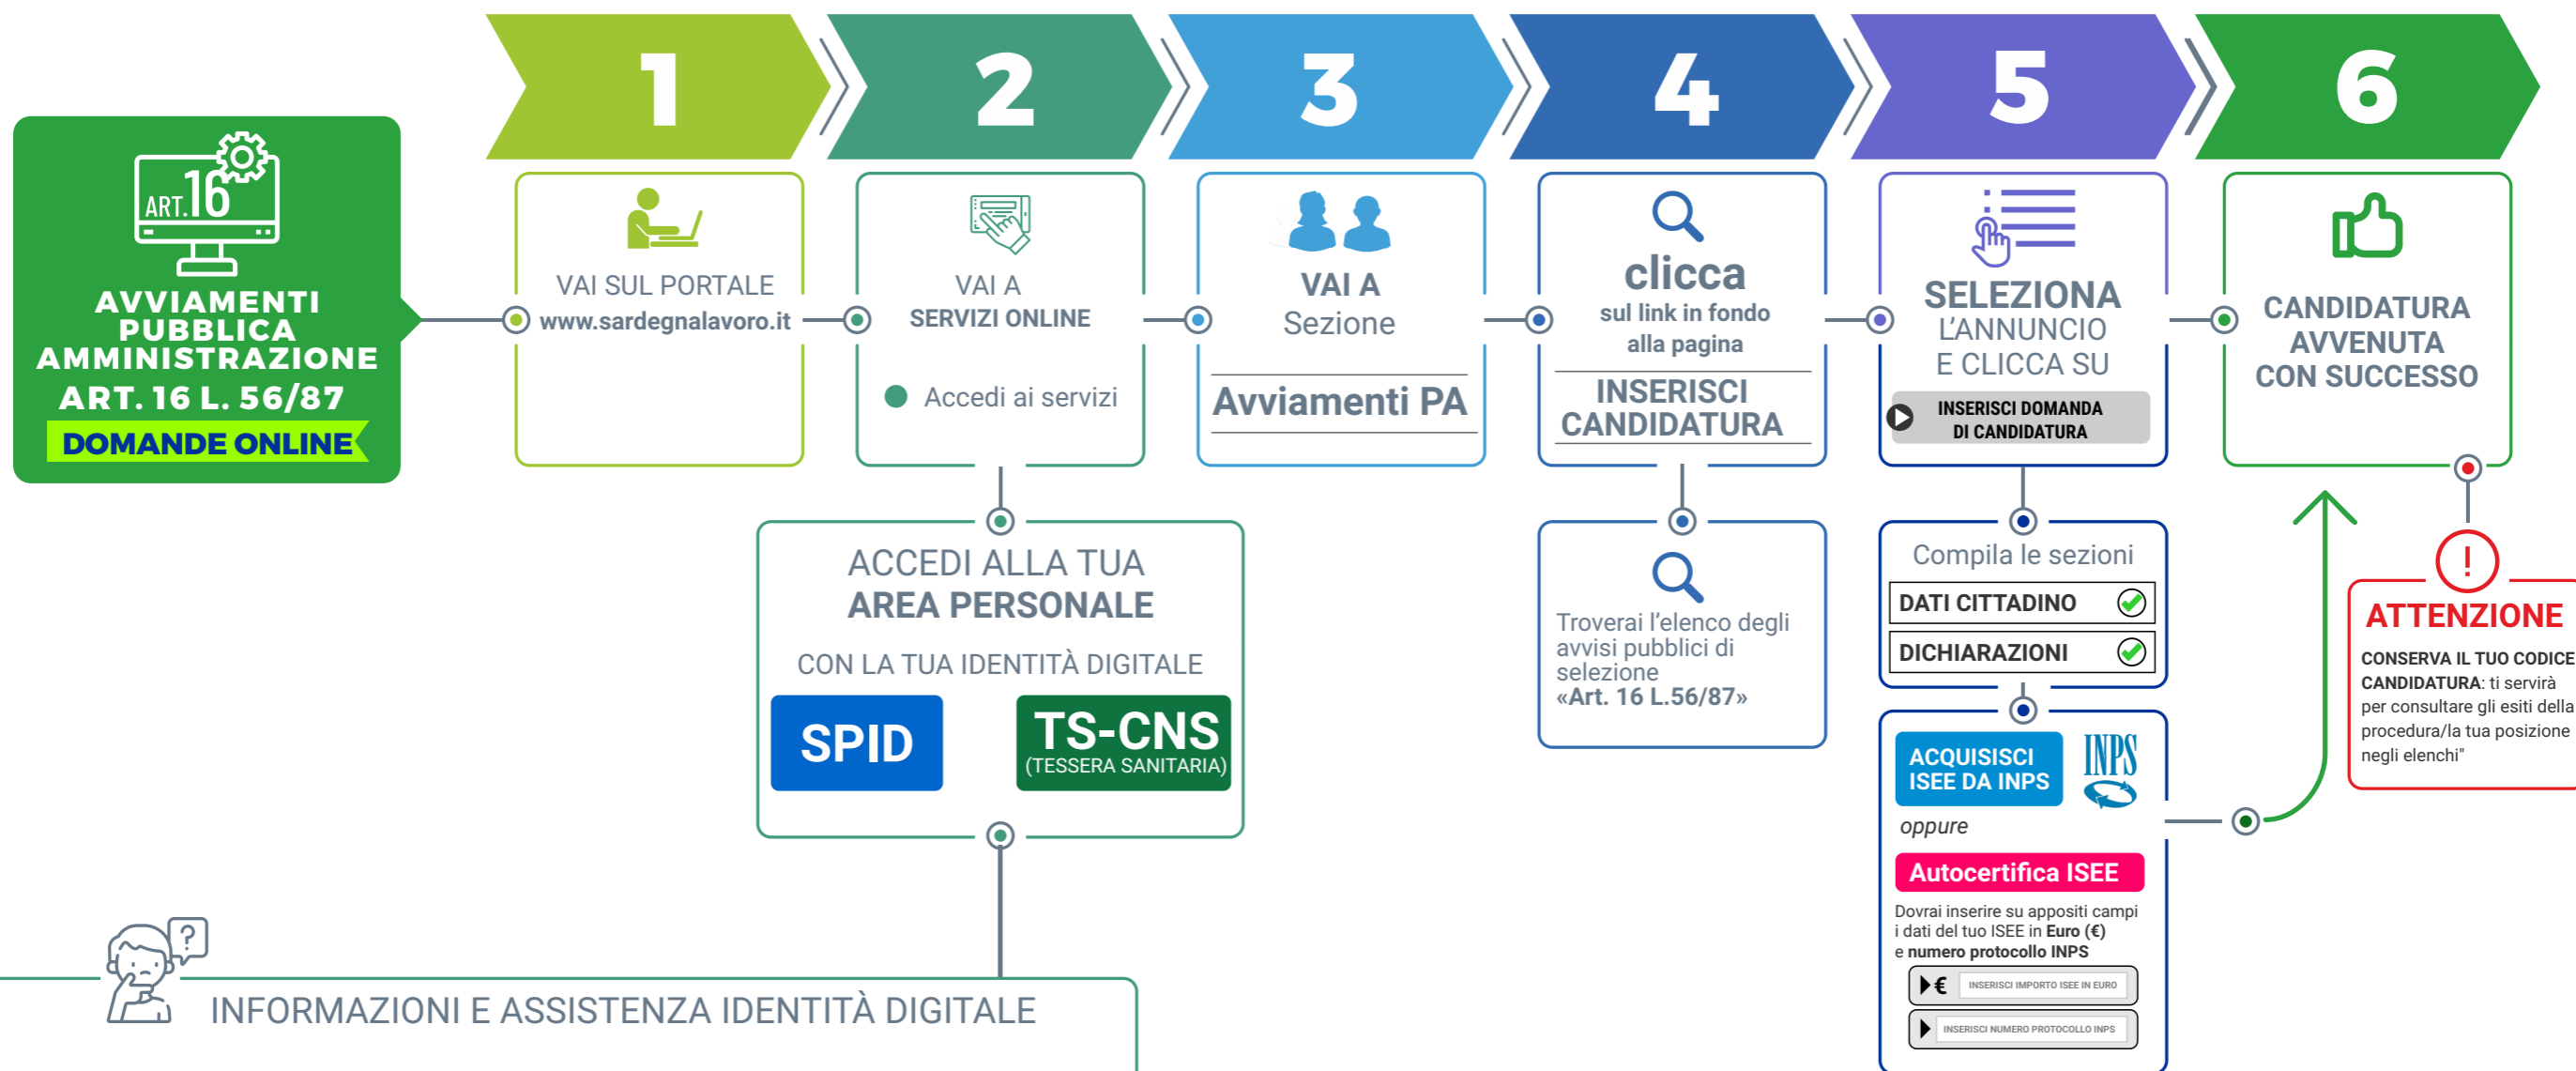 ART.16
AVVIAMENTI
PUBBLICA
AMMINISTRAZIONE
ART. 16 L. 56/87
DOMANDE ONLINE
1
VAI SUL PORTALE
www.sardegnalavoro.it
2
VAI A
SERVIZI ONLINE
Accedi ai servizi
ACCEDI ALLA TUA
AREA PERSONALE
CON LA TUA IDENTITÀ DIGITALE
SPID
TS-CNS
(TESSERA SANITARIA)
3
VAI A
Sezione
Avviamenti PA
4
clicca
sul link in fondo
alla pagina
INSERISCI
CANDIDATURA
Troverai l'elenco degli
avvisi pubblici di
selezione
«Art. 16 L.56/87»
5
SELEZIONA
L'ANNUNCIO
E CLICCA SU
INSERISCI DOMANDA
DI CANDIDATURA
Compila le sezioni
DATI CITTADINO
DICHIARAZIONI
ACQUISISCI
ISEE DA INPS
INPS
oppure
Autocertifica ISEE
Dovrai inserire su appositi campi
i dati del tuo ISEE in Euro (€)
e numero protocollo INPS
€ INSERISCI IMPORTO ISEE IN EURO
INSERISCI NUMERO PROTOCOLLO INPS
6
CANDIDATURA
AVVENUTA
CON SUCCESSO
!
ATTENZIONE
CONSERVA IL TUO CODICE
CANDIDATURA: ti servirà
per consultare gli esiti della
procedura/la tua posizione
negli elenchi"
?
INFORMAZIONI E ASSISTENZA IDENTITÀ DIGITALE